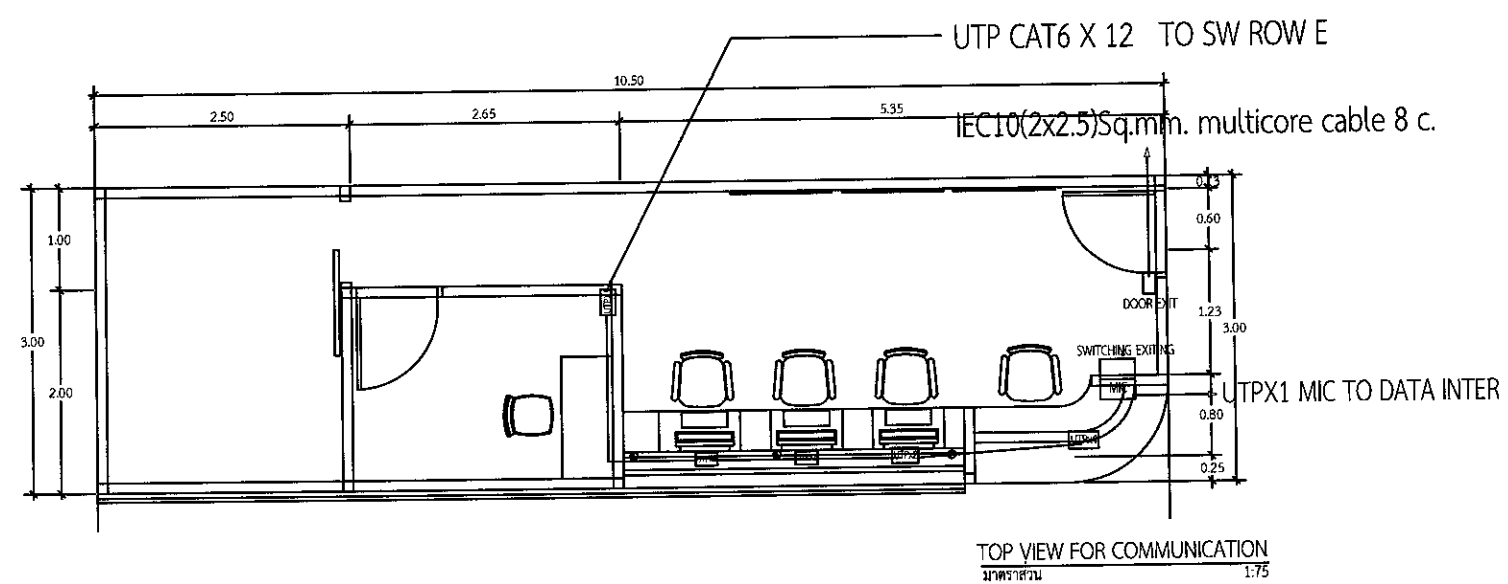 UTP CAT6 X 12 TO SW ROW E
10.50
2.50
2.65
5.35
IEC10(2x2.5)Sq.mm. multicore cable 8 c.
0.60
1.00
DOOR EXIT
1.23
3.00
3.00
SWITCHING EXITING
2.00
MIC
UTPX1 MIC TO DATA INTER
0.80
0.25
TOP VIEW FOR COMMUNICATION
มาตราส่วน 1:75